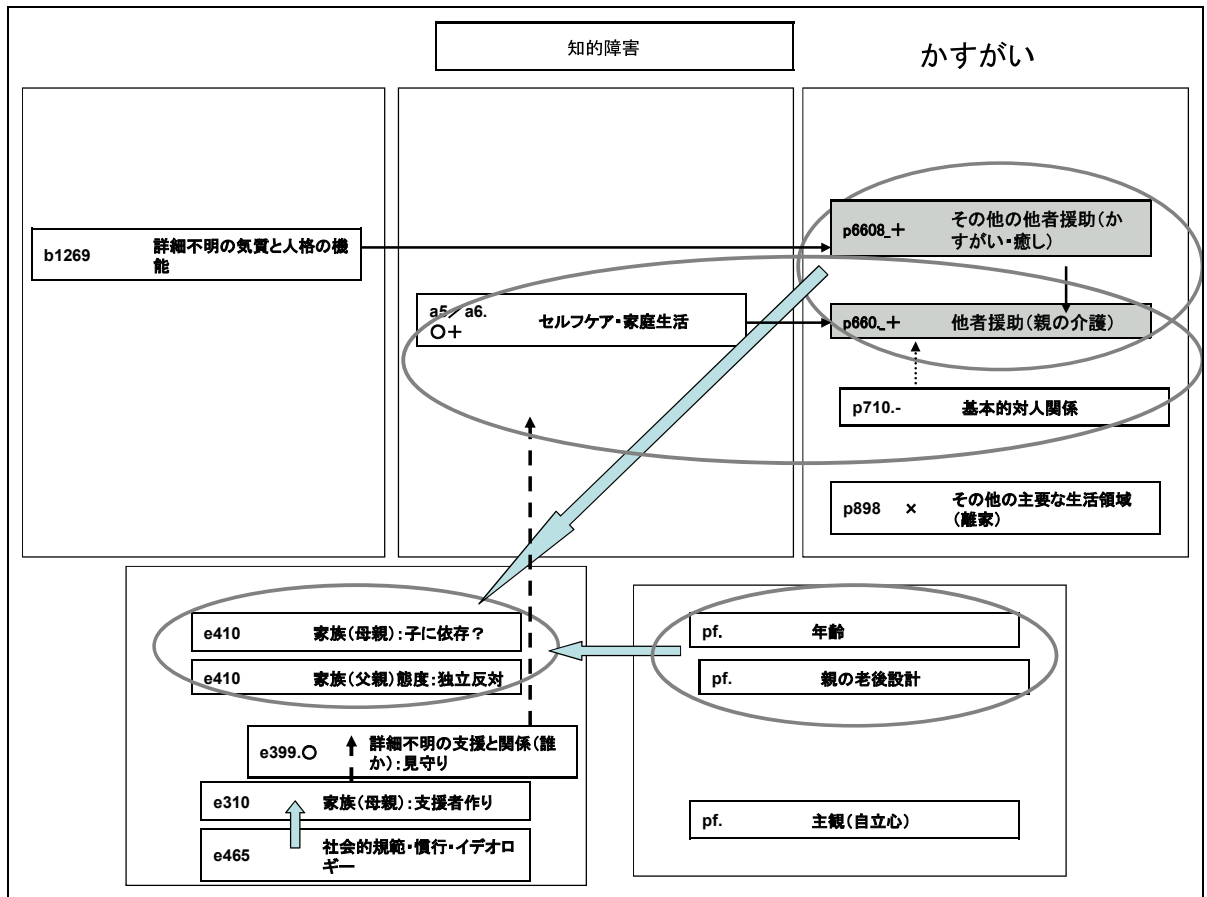 知的障害
かすがい
b1269 詳細不明の気質と人格の機
能
a5／a6.
〇＋ セルフケア・家庭生活
p6608_＋ その他の他者援助（か
すがい・癒し）
p660._＋ 他者援助（親の介護）
p710.- 基本的対人関係
p898 × その他の主要な生活領域
（離家）
e410 家族（母親）：子に依存？
e410 家族（父親）態度：独立反対
e399.〇 詳細不明の支援と関係（誰
か）：見守り
e310 家族（母親）：支援者作り
e465 社会的規範・慣行・イデオロ
ギー
pf. 年齢
pf. 親の老後設計
pf. 主観（自立心）